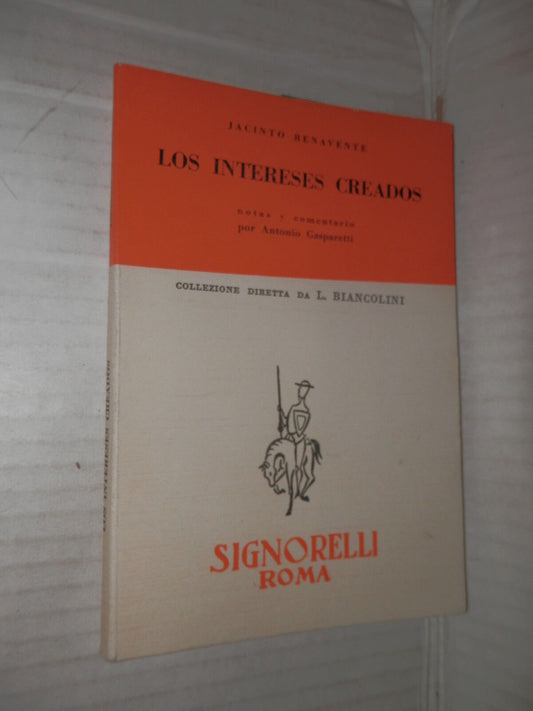 JACINTO BENAVENTE
LOS INTERESES CREADOS
notas y comentario
por Antonio Gasparetti
COLLEZIONE DIRETTA DA L. BIANCOLINI
SIGNORELLI
ROMA
LOS INTERESES CREADOS